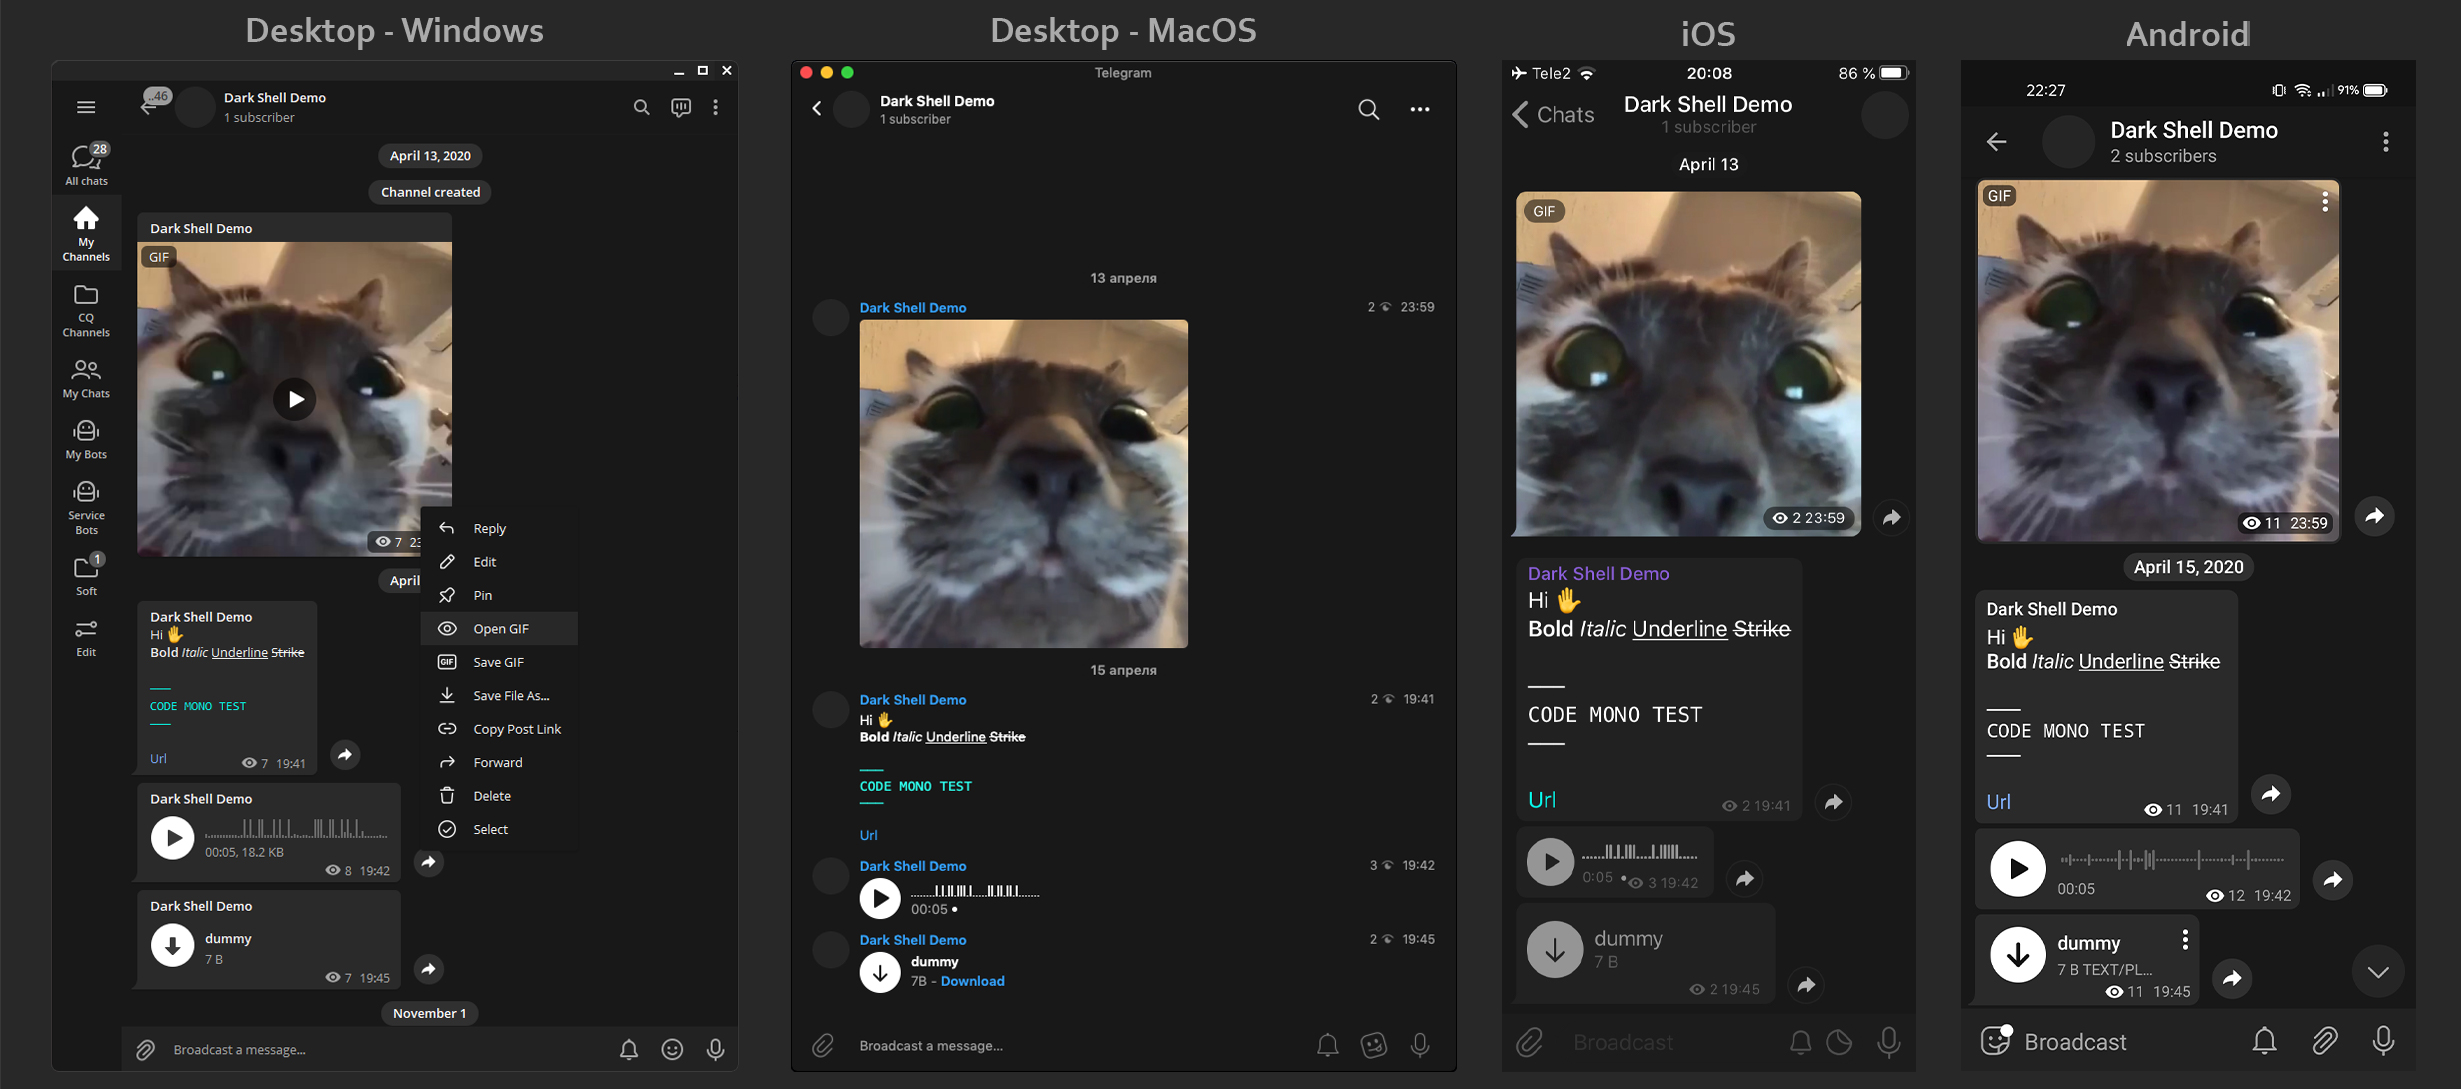 Desktop - Windows
..46
Dark Shell Demo
1 subscriber
28
All chats
My
Channels
CQ
Channels
My Chats
My Bots
Service
Bots
1
Soft
Edit
April 13, 2020
Channel created
Dark Shell Demo
GIF
7 23
April
Reply
Edit
Pin
Open GIF
GIF
Save GIF
Save File As...
Copy Post Link
Forward
Delete
Select
Dark Shell Demo
Hi
Bold Italic Underline Strike
CODE MONO TEST
Url
7 19:41
Dark Shell Demo
00:05, 18.2 KB
8 19:42
Dark Shell Demo
dummy
7 B
7 19:45
November 1
Broadcast a message...
Desktop - MacOS
Telegram
Dark Shell Demo
1 subscriber
13 апреля
Dark Shell Demo
2 23:59
15 апреля
Dark Shell Demo
2 19:41
Hi
Bold Italic Underline Strike
CODE MONO TEST
Url
Dark Shell Demo
3 19:42
00:05
Dark Shell Demo
2 19:45
dummy
7B - Download
Broadcast a message...
iOS
Tele2
20:08
86 %
Chats
Dark Shell Demo
1 subscriber
April 13
GIF
2 23:59
Dark Shell Demo
Hi
Bold Italic Underline Strike
CODE MONO TEST
Url
2 19:41
0:05
3 19:42
dummy
7 B
2 19:45
Broadcast
Android
22:27
91%
Dark Shell Demo
2 subscribers
GIF
11 23:59
April 15, 2020
Dark Shell Demo
Hi
Bold Italic Underline Strike
CODE MONO TEST
Url
11 19:41
00:05
12 19:42
dummy
7 B TEXT/PL...
11 19:45
Broadcast